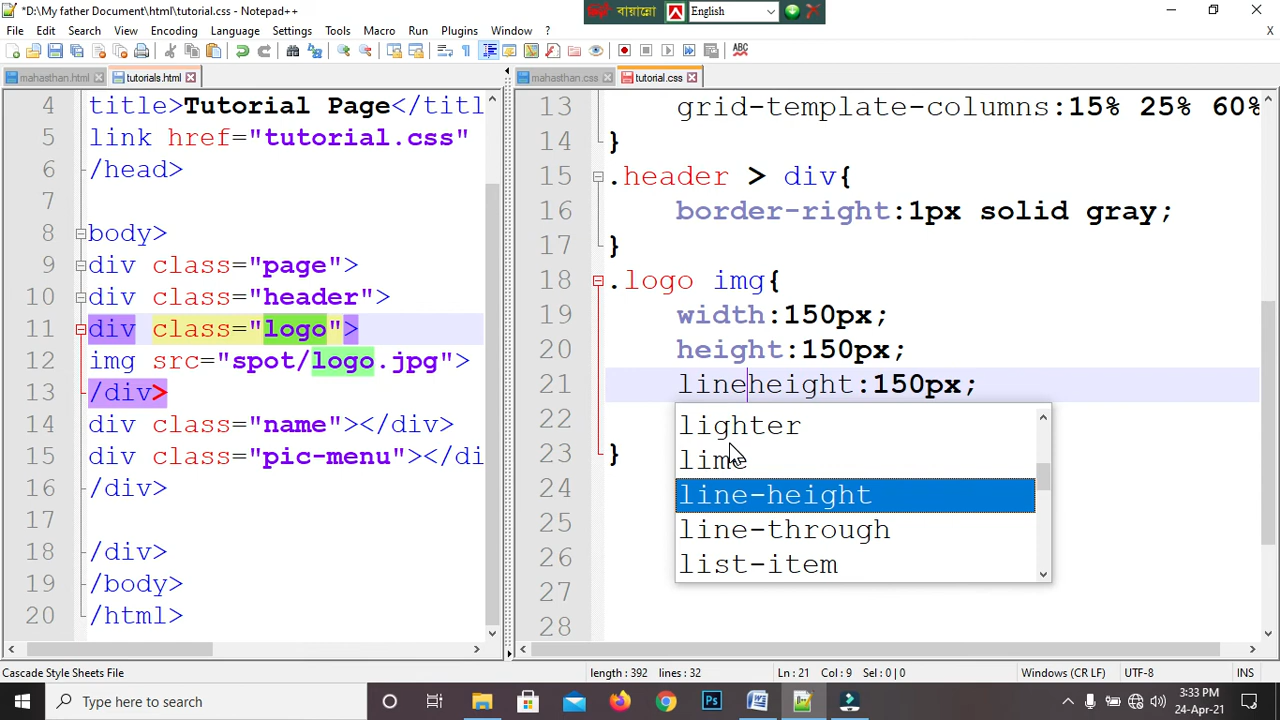 *D:\My father Document\html\tutorial.css - Notepad++
বায়ান্নো English
File Edit Search View Encoding Language Settings Tools Macro Run Plugins Window ? X
mahasthan.html tutorials.html
mahasthan.css tutorial.css
4 title>Tutorial Page</titl
5 link href="tutorial.css"
6 /head>
7
8 body>
9 div class="page">
10 div class="header">
11 div class="logo">
12 img src="spot/logo.jpg">
13 /div>
14 div class="name"></div>
15 div class="pic-menu"></di
16 /div>
17
18 /div>
19 /body>
20 /html>
13 grid-template-columns:15% 25% 60%
14 }
15 .header > div{
16 border-right:1px solid gray;
17 }
18 .logo img{
19 width:150px;
20 height:150px;
21 lineheight:150px;
22
23 }
24
25
26
27
28
lighter
lime
line-height
line-through
list-item
Cascade Style Sheets File length : 392 lines : 32 Ln : 21 Col : 9 Sel : 0 | 0 Windows (CR LF) UTF-8 INS
Type here to search
3:33 PM
24-Apr-21